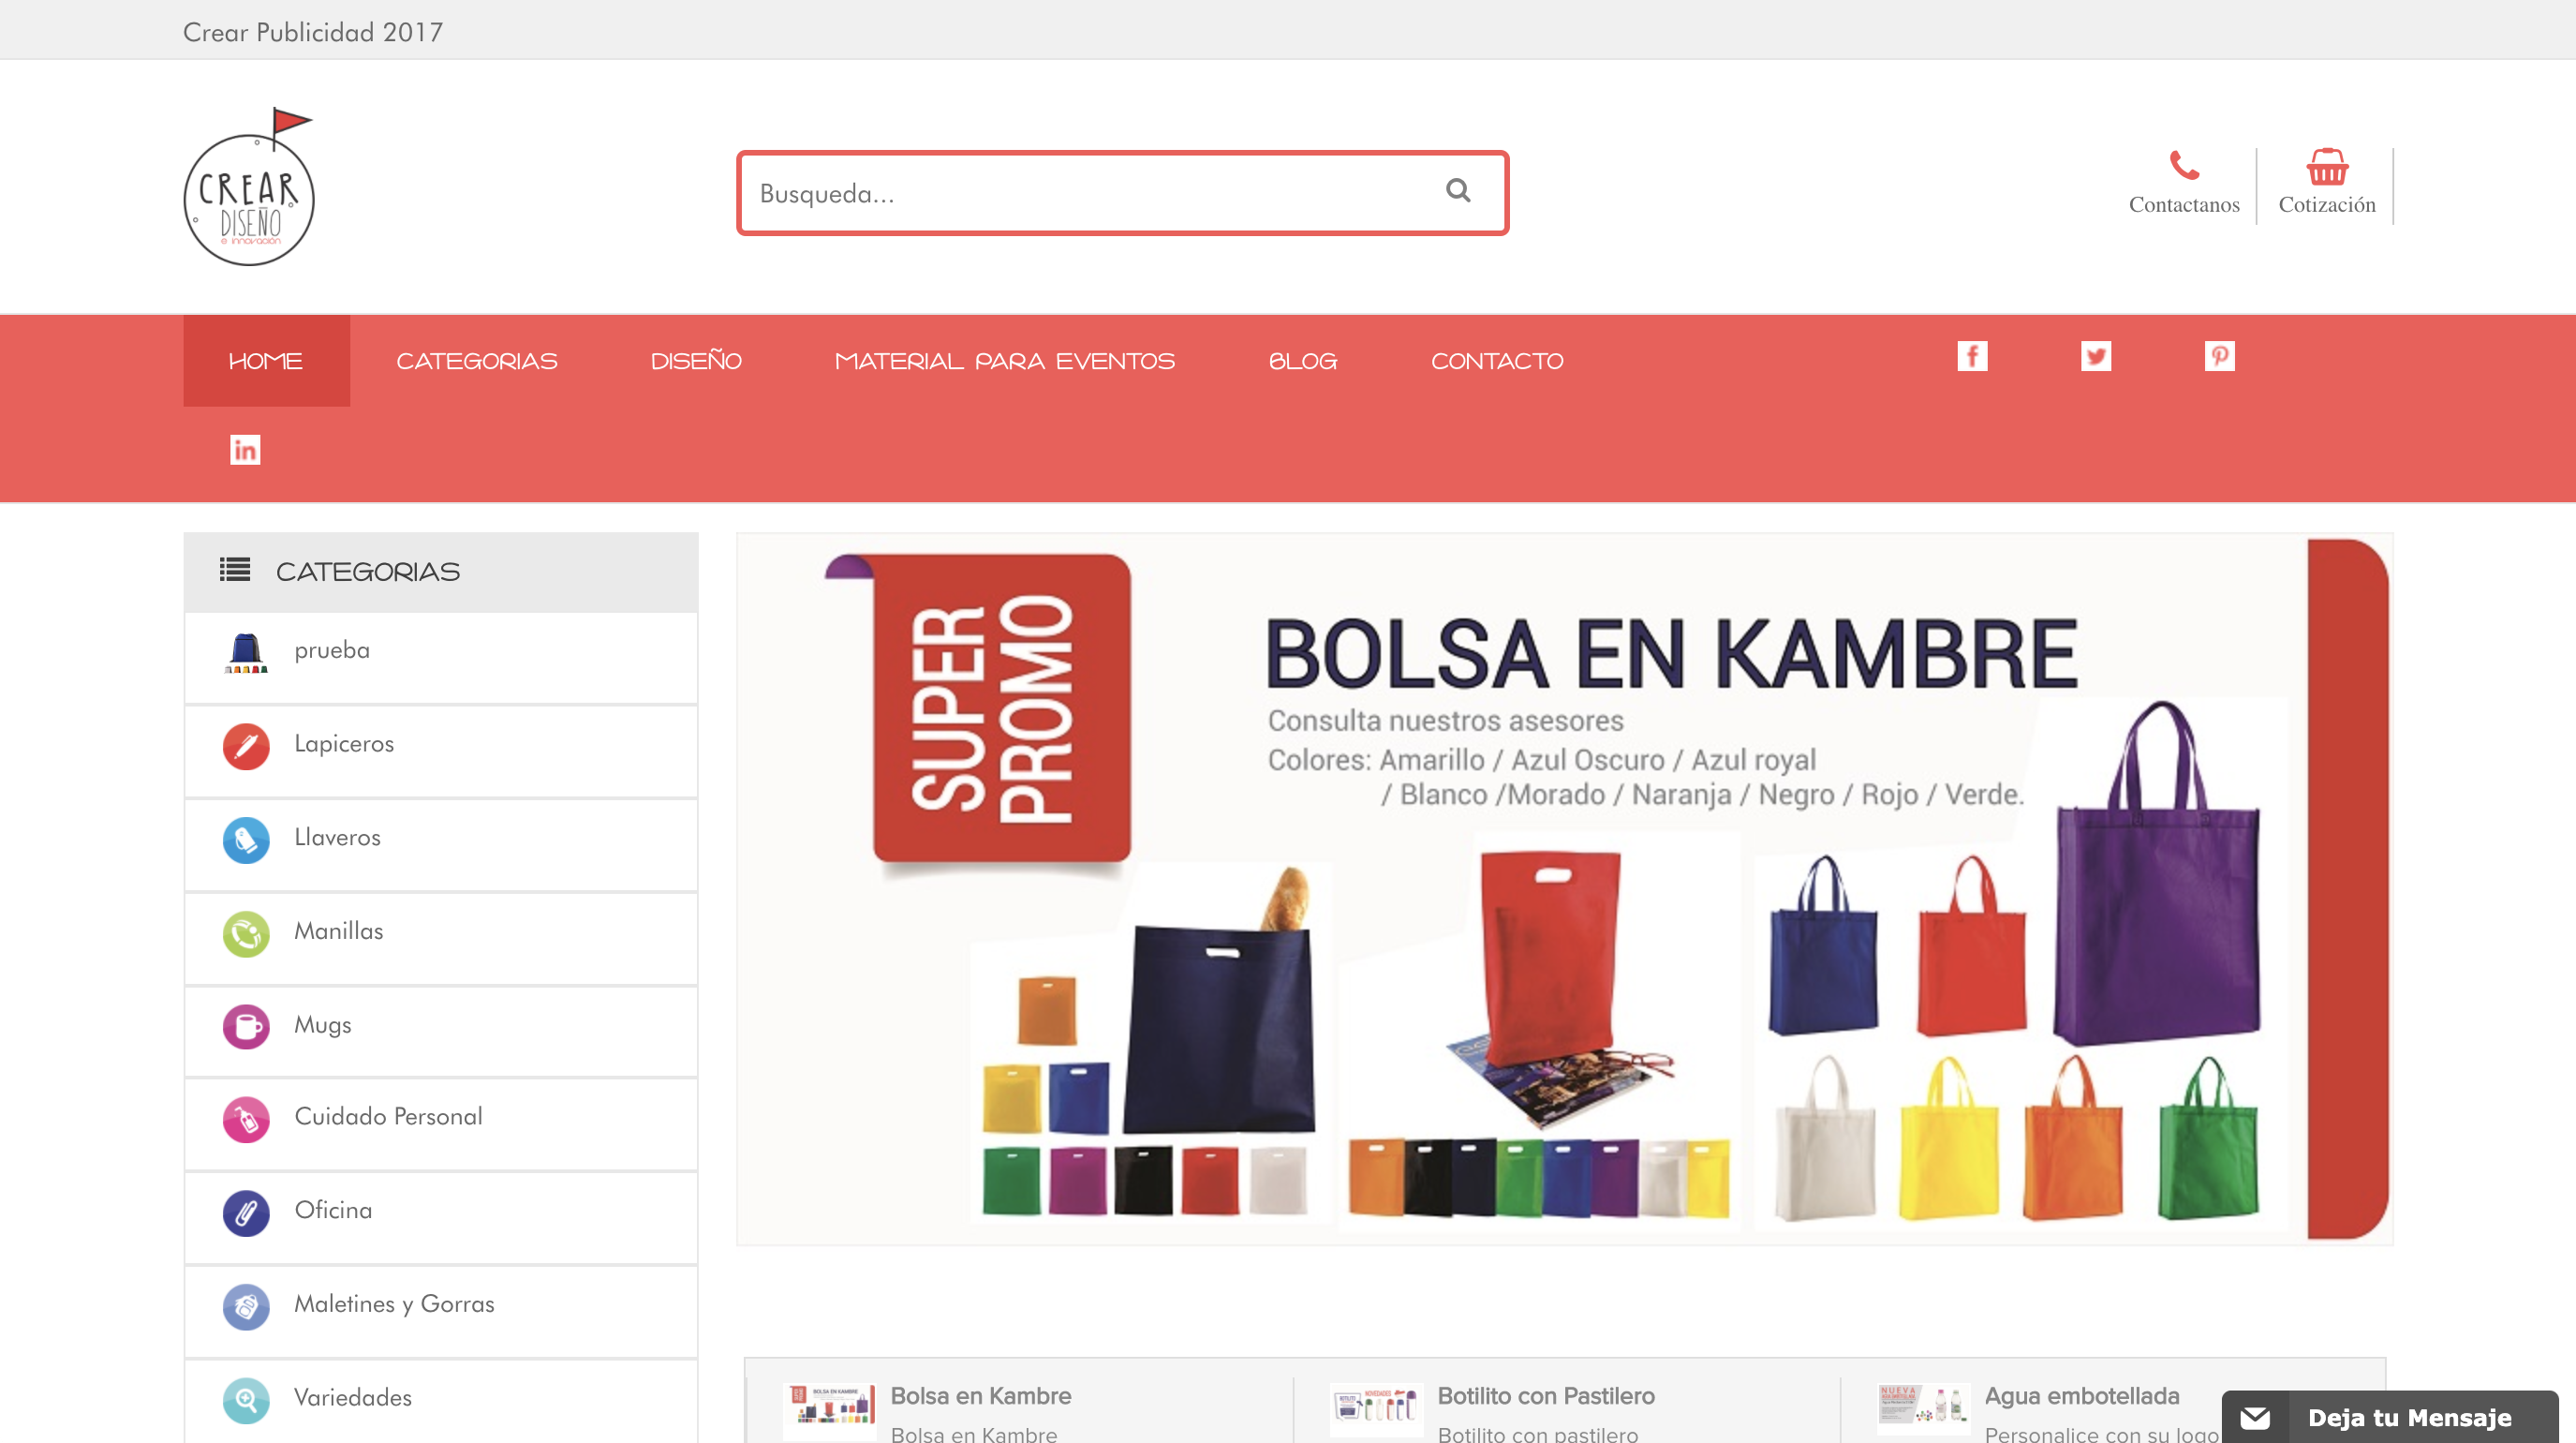 Crear Publicidad 2017
CREAR
DISEÑO
e innovación
Busqueda...
Contactanos
Cotización
HOME
CATEGORIAS
DISEÑO
MATERIAL PARA EVENTOS
BLOG
CONTACTO
in
CATEGORIAS
prueba
Lapiceros
Llaveros
Manillas
Mugs
Cuidado Personal
Oficina
Maletines y Gorras
Variedades
SUPER
PROMO
BOLSA EN KAMBRE
Consulta nuestros asesores
Colores: Amarillo / Azul Oscuro / Azul royal
/ Blanco /Morado / Naranja / Negro / Rojo / Verde.
Bolsa en Kambre
Bolsa en Kambre
Botilito con Pastilero
Botilito con pastilero
Agua embotellada
Personalice con su logo
Deja tu Mensaje